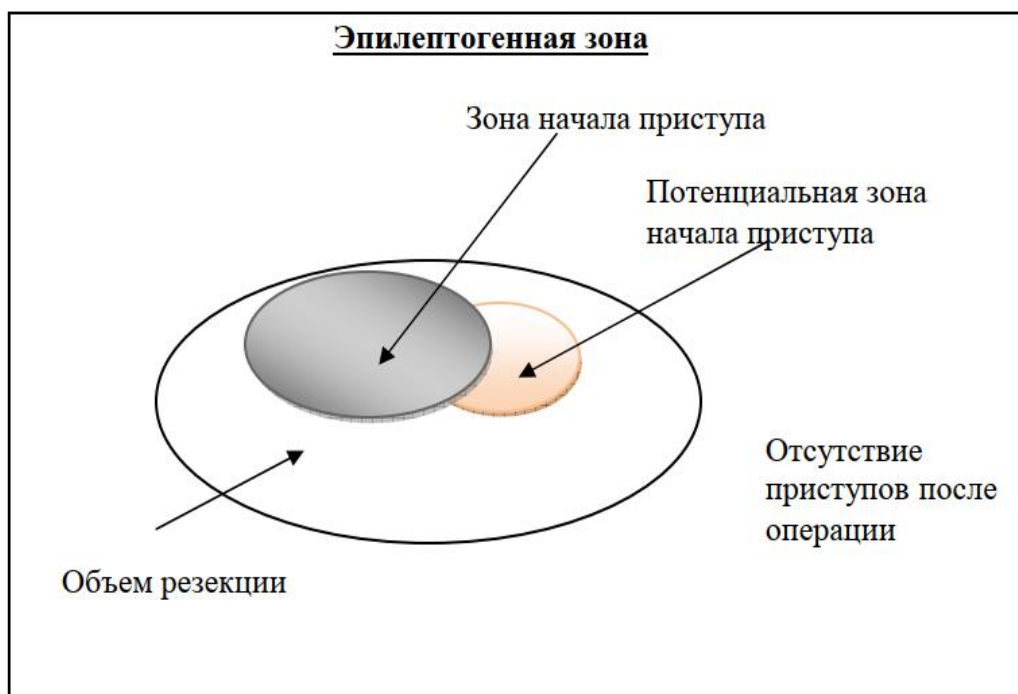 Эпилептогенная зона
Зона начала приступа
Потенциальная зона
начала приступа
Отсутствие
приступов после
операции
Объем резекции